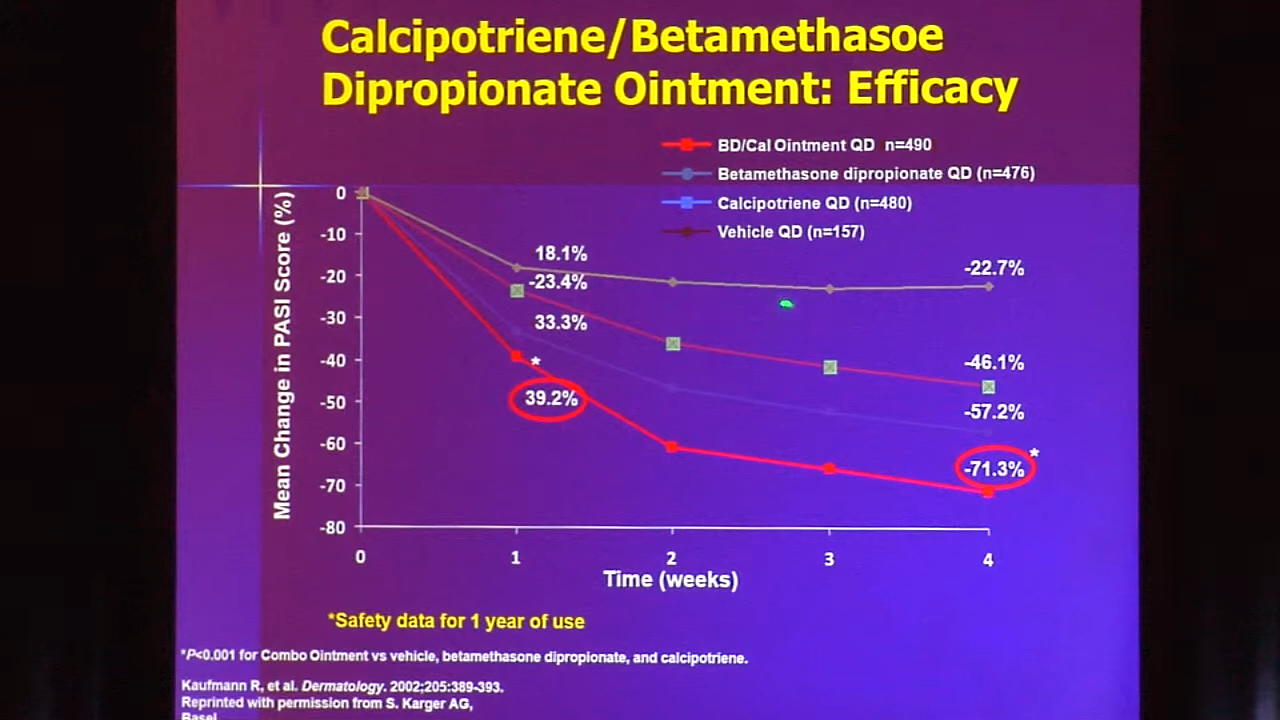 Calcipotriene/Betamethasoe
Dipropionate Ointment: Efficacy
BD/Cal Ointment QD n=490
Betamethasone dipropionate QD (n=476)
Calcipotriene QD (n=480)
Vehicle QD (n=157)
Mean Change in PASI Score (%)
0
-10
-20
-30
-40
-50
-60
-70
-80
18.1%
-23.4%
33.3%
*
39.2%
-22.7%
-46.1%
-57.2%
*
-71.3%
0 1 2 3 4
Time (weeks)
*Safety data for 1 year of use
*P<0.001 for Combo Ointment vs vehicle, betamethasone dipropionate, and calcipotriene.
Kaufmann R, et al. Dermatology. 2002;205:389-393.
Reprinted with permission from S. Karger AG,
Basel